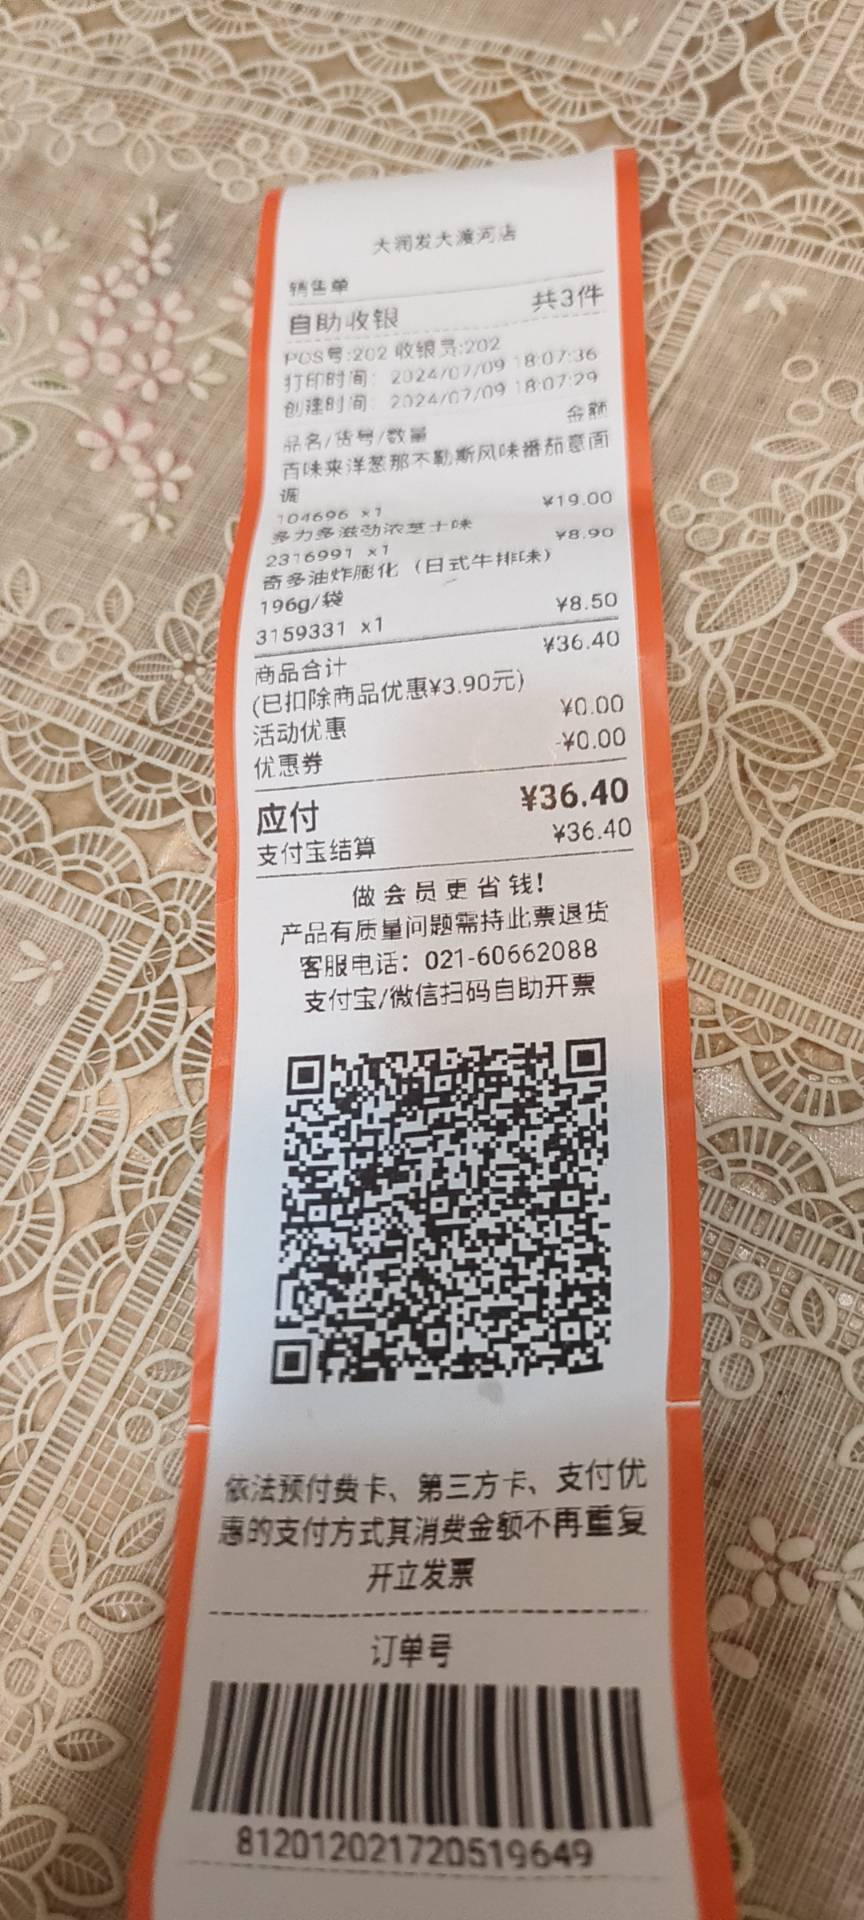 大润发大渡河店
销售单
自助收银 共3件
POS号:202 收银员:202
打印时间: 2024/07/09 18:07:36
创建时间: 2024/07/09 18:07:29
品名/货号/数量 金额
百味来洋葱那不勒斯风味番茄意面
调
104696 x1 ¥19.00
多力多滋劲浓芝士味
2316991 x1 ¥8.90
奇多油炸膨化（日式牛排味）
196g/袋
3159331 x1 ¥8.50
商品合计 ¥36.40
(已扣除商品优惠¥3.90元)
活动优惠 ¥0.00
优惠券 -¥0.00
应付 ¥36.40
支付宝结算 ¥36.40
做会员更省钱!
产品有质量问题需持此票退货
客服电话：021-60662088
支付宝/微信扫码自助开票
依法预付费卡、第三方卡、支付优
惠的支付方式其消费金额不再重复
开立发票
订单号
812012021720519649